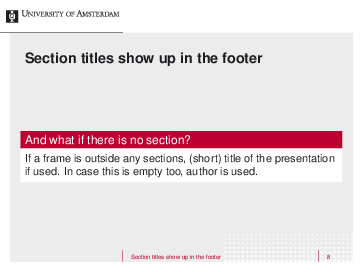 University of Amsterdam
Section titles show up in the footer
And what if there is no section?
If a frame is outside any sections, (short) title of the presentation
if used. In case this is empty too, author is used.
Section titles show up in the footer
8